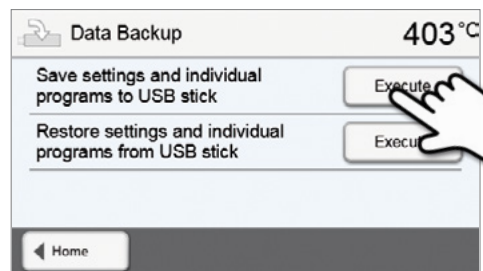 Data Backup
403°C
Save settings and individual
programs to USB stick
Execute
Restore settings and individual
programs from USB stick
Home